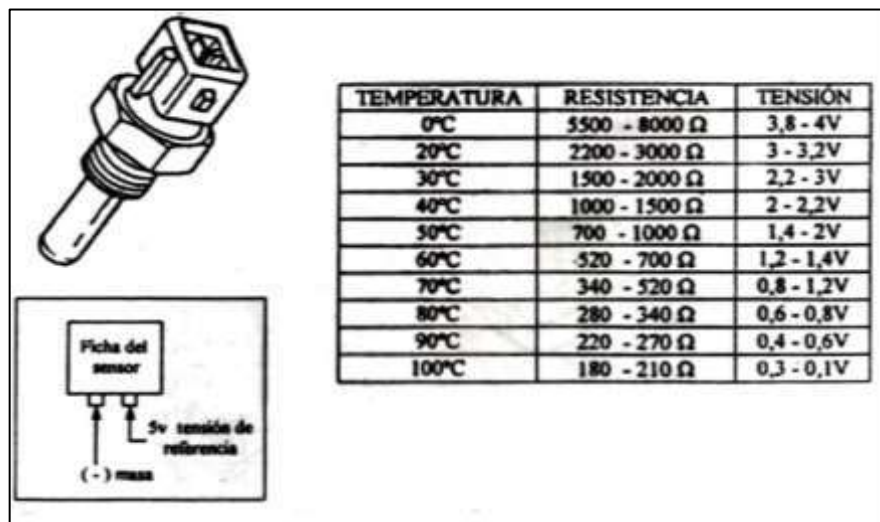 TEMPERATURA RESISTENCIA TENSIÓN
0ºC 5500 - 8000 Ω 3,8 - 4V
20ºC 2200 - 3000 Ω 3 - 3,2V
30ºC 1500 - 2000 Ω 2,2 - 3V
40ºC 1000 - 1500 Ω 2 - 2,2V
50ºC 700 - 1000 Ω 1,4 - 2V
60ºC 520 - 700 Ω 1,2 - 1,4V
70ºC 340 - 520 Ω 0,8 - 1,2V
80ºC 280 - 340 Ω 0,6 - 0,8V
90ºC 220 - 270 Ω 0,4 - 0,6V
100ºC 180 - 210 Ω 0,3 - 0,1V
Ficha del
sensor
5v tensión de
referencia
( - ) masa